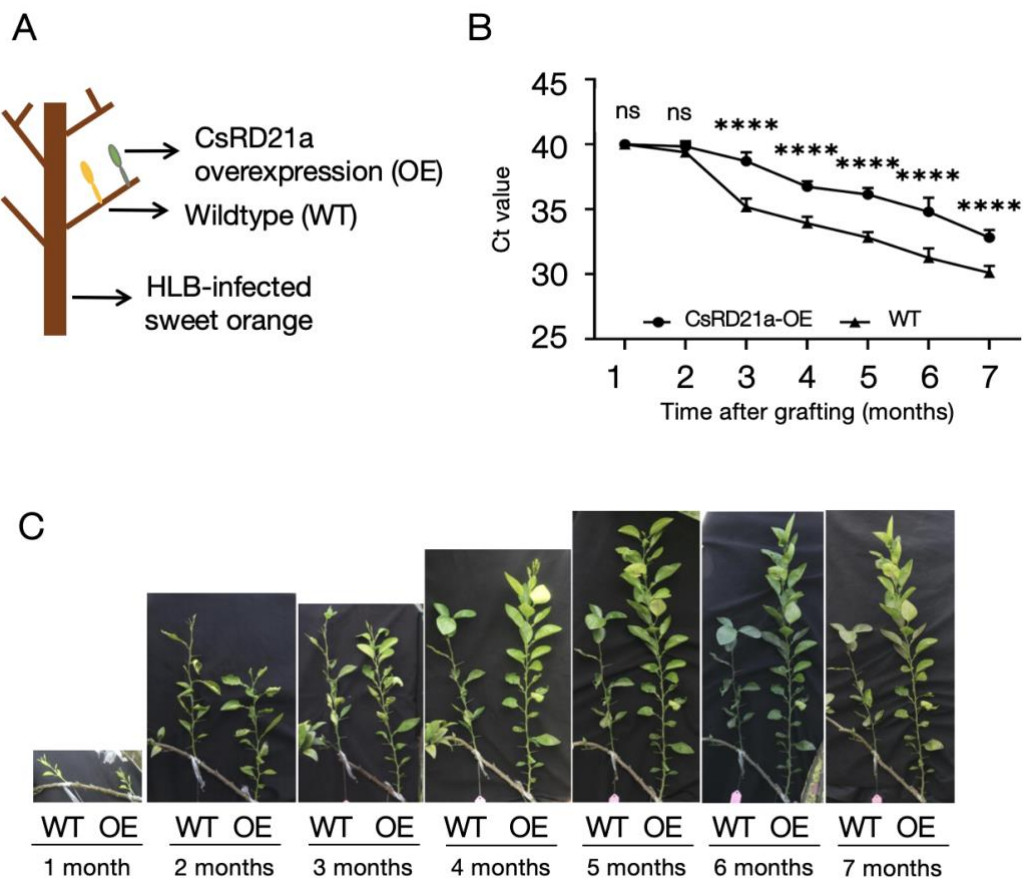 A
CsRD21a
overexpression (OE)
Wildtype (WT)
HLB-infected
sweet orange
B
45
40
35
30
25
Ct value
ns
ns
****
****
****
****
****
CsRD21a-OE
WT
1 2 3 4 5 6 7
Time after grafting (months)
C
WT OE WT OE WT OE WT OE WT OE WT OE WT OE
1 month 2 months 3 months 4 months 5 months 6 months 7 months